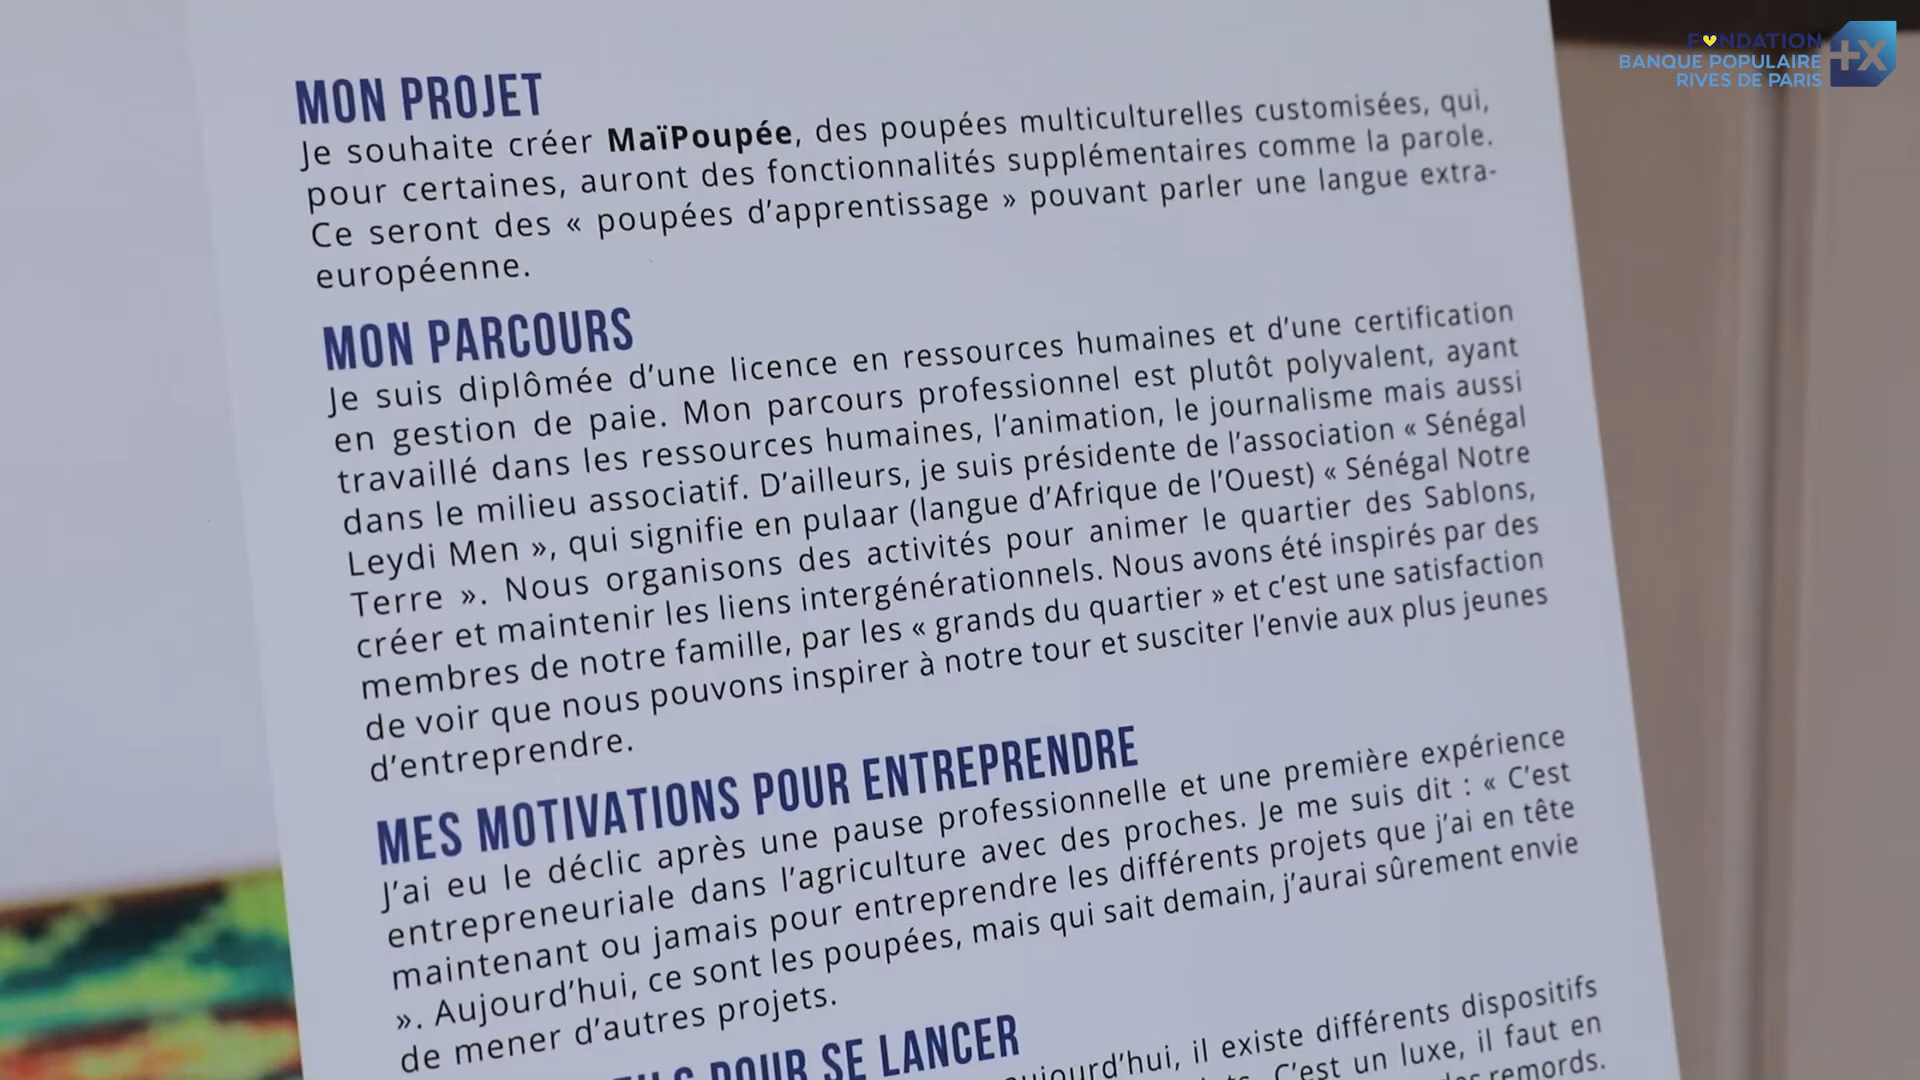 FONDATION
BANQUE POPULAIRE
RIVES DE PARIS
+X
MON PROJET
Je souhaite créer MaïPoupée, des poupées multiculturelles customisées, qui,
pour certaines, auront des fonctionnalités supplémentaires comme la parole.
Ce seront des « poupées d'apprentissage » pouvant parler une langue extra-
européenne.
MON PARCOURS
Je suis diplômée d'une licence en ressources humaines et d'une certification
en gestion de paie. Mon parcours professionnel est plutôt polyvalent, ayant
travaillé dans les ressources humaines, l'animation, le journalisme mais aussi
dans le milieu associatif. D'ailleurs, je suis présidente de l'association « Sénégal
Leydi Men », qui signifie en pulaar (langue d'Afrique de l'Ouest) « Sénégal Notre
Terre ». Nous organisons des activités pour animer le quartier des Sablons,
créer et maintenir les liens intergénérationnels. Nous avons été inspirés par des
membres de notre famille, par les « grands du quartier » et c'est une satisfaction
de voir que nous pouvons inspirer à notre tour et susciter l'envie aux plus jeunes
d'entreprendre.
MES MOTIVATIONS POUR ENTREPRENDRE
J'ai eu le déclic après une pause professionnelle et une première expérience
entrepreneuriale dans l'agriculture avec des proches. Je me suis dit : « C'est
maintenant ou jamais pour entreprendre les différents projets que j'ai en tête
». Aujourd'hui, ce sont les poupées, mais qui sait demain, j'aurai sûrement envie
de mener d'autres projets.
POUR SE LANCER
il existe différents dispositifs
C'est un luxe, il faut en
remords.